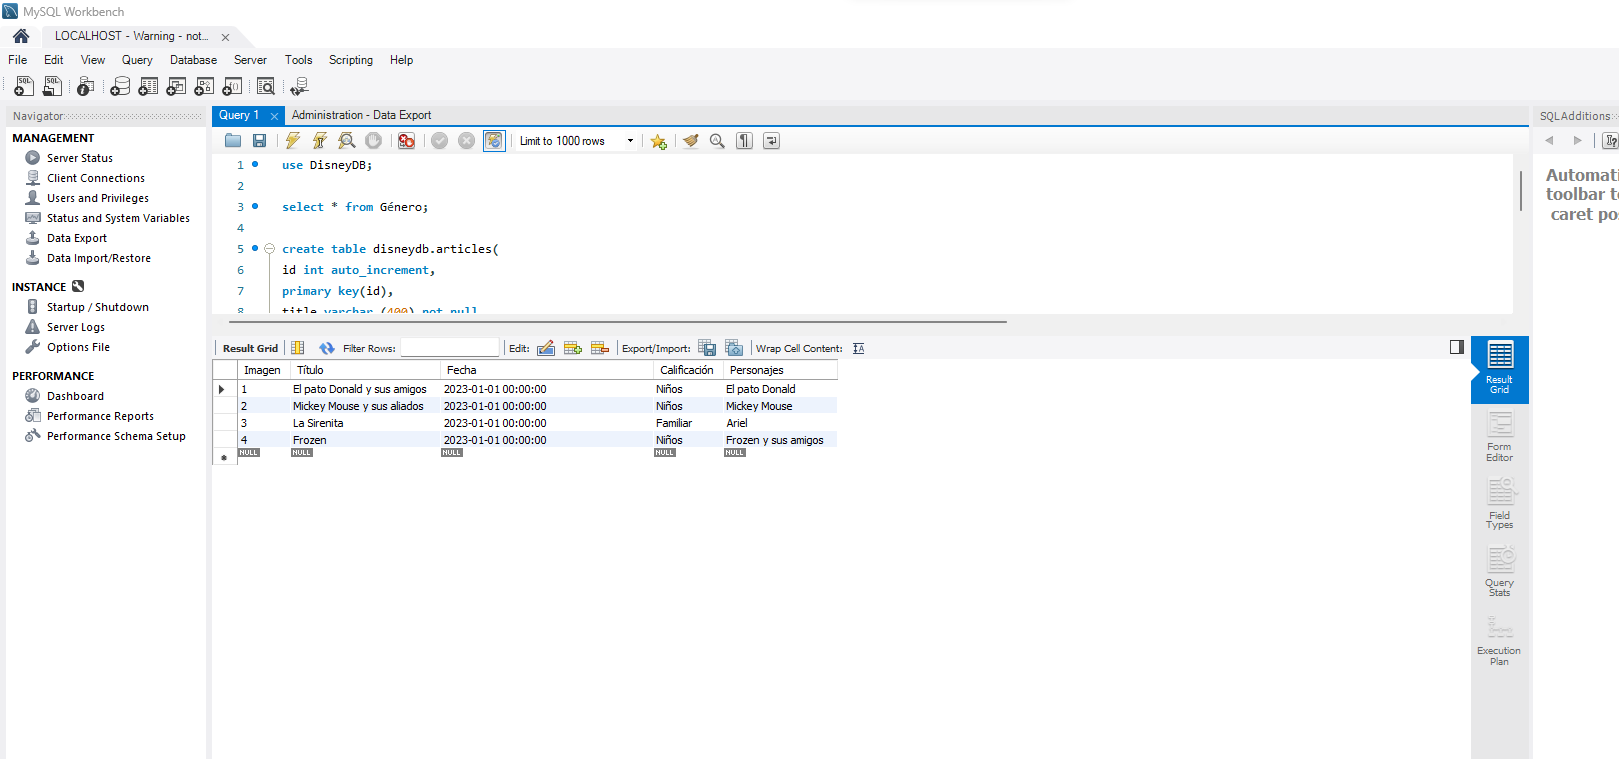 MySQL Workbench
LOCALHOST - Warning - not...
File Edit View Query Database Server Tools Scripting Help
Navigator
MANAGEMENT
Server Status
Client Connections
Users and Privileges
Status and System Variables
Data Export
Data Import/Restore
INSTANCE
Startup / Shutdown
Server Logs
Options File
PERFORMANCE
Dashboard
Performance Reports
Performance Schema Setup
Query 1 Administration - Data Export
Limit to 1000 rows
1 use DisneyDB;
2
3 select * from Género;
4
5 create table disneydb.articles(
6 id int auto_increment,
7 primary key(id),
8 title varchar (400) not null
Result Grid Filter Rows: Edit: Export/Import: Wrap Cell Content:
Imagen Título Fecha Calificación Personajes
1 El pato Donald y sus amigos 2023-01-01 00:00:00 Niños El pato Donald
2 Mickey Mouse y sus aliados 2023-01-01 00:00:00 Niños Mickey Mouse
3 La Sirenita 2023-01-01 00:00:00 Familiar Ariel
4 Frozen 2023-01-01 00:00:00 Niños Frozen y sus amigos
NULL NULL NULL NULL NULL
Result
Grid
Form
Editor
Field
Types
Query
Stats
Execution
Plan
SQLAdditions
Automati
toolbar t
caret po